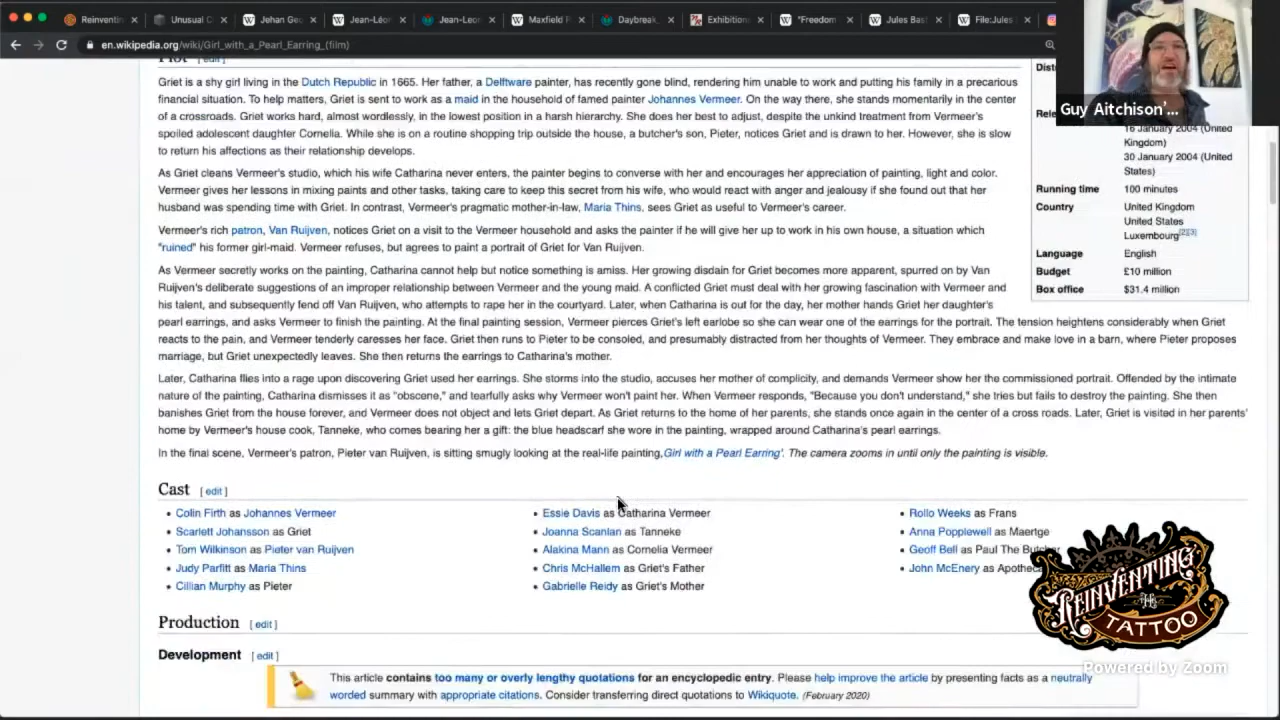 Reinventin
Unusual C
Jehan Geo
Jean-Léon
Jean-Leon
Maxfield P
Daybreak
Exhibition
"Freedom
Jules Bas
File:Jules
en.wikipedia.org/wiki/Girl_with_a_Pearl_Earring_(film)
Guy Aitchison'...
Plot [edit]
Griet is a shy girl living in the Dutch Republic in 1665. Her father, a Delftware painter, has recently gone blind, rendering him unable to work and putting his family in a precarious
financial situation. To help matters, Griet is sent to work as a maid in the household of famed painter Johannes Vermeer. On the way there, she stands momentarily in the center
of a crossroads. Griet works hard, almost wordlessly, in the lowest position in a harsh hierarchy. She does her best to adjust, despite the unkind treatment from Vermeer's
spoiled adolescent daughter Cornelia. While she is on a routine shopping trip outside the house, a butcher's son, Pieter, notices Griet and is drawn to her. However, she is slow
to return his affections as their relationship develops.
As Griet cleans Vermeer's studio, which his wife Catharina never enters, the painter begins to converse with her and encourages her appreciation of painting, light and color.
Vermeer gives her lessons in mixing paints and other tasks, taking care to keep this secret from his wife, who would react with anger and jealousy if she found out that her
husband was spending time with Griet. In contrast, Vermeer's pragmatic mother-in-law, Maria Thins, sees Griet as useful to Vermeer's career.
Vermeer's rich patron, Van Ruijven, notices Griet on a visit to the Vermeer household and asks the painter if he will give her up to work in his own house, a situation which
"ruined" his former girl-maid. Vermeer refuses, but agrees to paint a portrait of Griet for Van Ruijven.
As Vermeer secretly works on the painting, Catharina cannot help but notice something is amiss. Her growing disdain for Griet becomes more apparent, spurred on by Van
Ruijven's deliberate suggestions of an improper relationship between Vermeer and the young maid. A conflicted Griet must deal with her growing fascination with Vermeer and
his talent, and subsequently fend off Van Ruijven, who attempts to rape her in the courtyard. Later, when Catharina is out for the day, her mother hands Griet her daughter's
pearl earrings, and asks Vermeer to finish the painting. At the final painting session, Vermeer pierces Griet's left earlobe so she can wear one of the earrings for the portrait. The tension heightens considerably when Griet
reacts to the pain, and Vermeer tenderly caresses her face. Griet then runs to Pieter to be consoled, and presumably distracted from her thoughts of Vermeer. They embrace and make love in a barn, where Pieter proposes
marriage, but Griet unexpectedly leaves. She then returns the earrings to Catharina's mother.
Later, Catharina flies into a rage upon discovering Griet used her earrings. She storms into the studio, accuses her mother of complicity, and demands Vermeer show her the commissioned portrait. Offended by the intimate
nature of the painting, Catharina dismisses it as "obscene," and tearfully asks why Vermeer won't paint her. When Vermeer responds, "Because you don't understand," she tries but fails to destroy the painting. She then
banishes Griet from the house forever, and Vermeer does not object and lets Griet depart. As Griet returns to the home of her parents, she stands once again in the center of a cross roads. Later, Griet is visited in her parents'
home by Vermeer's house cook, Tanneke, who comes bearing her a gift: the blue headscarf she wore in the painting, wrapped around Catharina's pearl earrings.
In the final scene, Vermeer's patron, Pieter van Ruijven, is sitting smugly looking at the real-life painting,Girl with a Pearl Earring'. The camera zooms in until only the painting is visible.
Dist
Rele
16 January 2004 (United
Kingdom)
30 January 2004 (United
States)
Running time 100 minutes
Country United Kingdom
United States
Luxembourg[2][3]
Language English
Budget £10 million
Box office $31.4 million
Cast [edit]
• Colin Firth as Johannes Vermeer
• Scarlett Johansson as Griet
• Tom Wilkinson as Pieter van Ruijven
• Judy Parfitt as Maria Thins
• Cillian Murphy as Pieter
• Essie Davis as Catharina Vermeer
• Joanna Scanlan as Tanneke
• Alakina Mann as Cornelia Vermeer
• Chris McHallem as Griet's Father
• Gabrielle Reidy as Griet's Mother
• Rollo Weeks as Frans
• Anna Popplewell as Maertge
• Geoff Bell as Paul The Butcher
• John McEnery as Apotheca
Production [edit]
Development [edit]
This article contains too many or overly lengthy quotations for an encyclopedic entry. Please help improve the article by presenting facts as a neutrally
worded summary with appropriate citations. Consider transferring direct quotations to Wikiquote. (February 2020)
REINVENTING
THE
TATTOO
Powered by Zoom